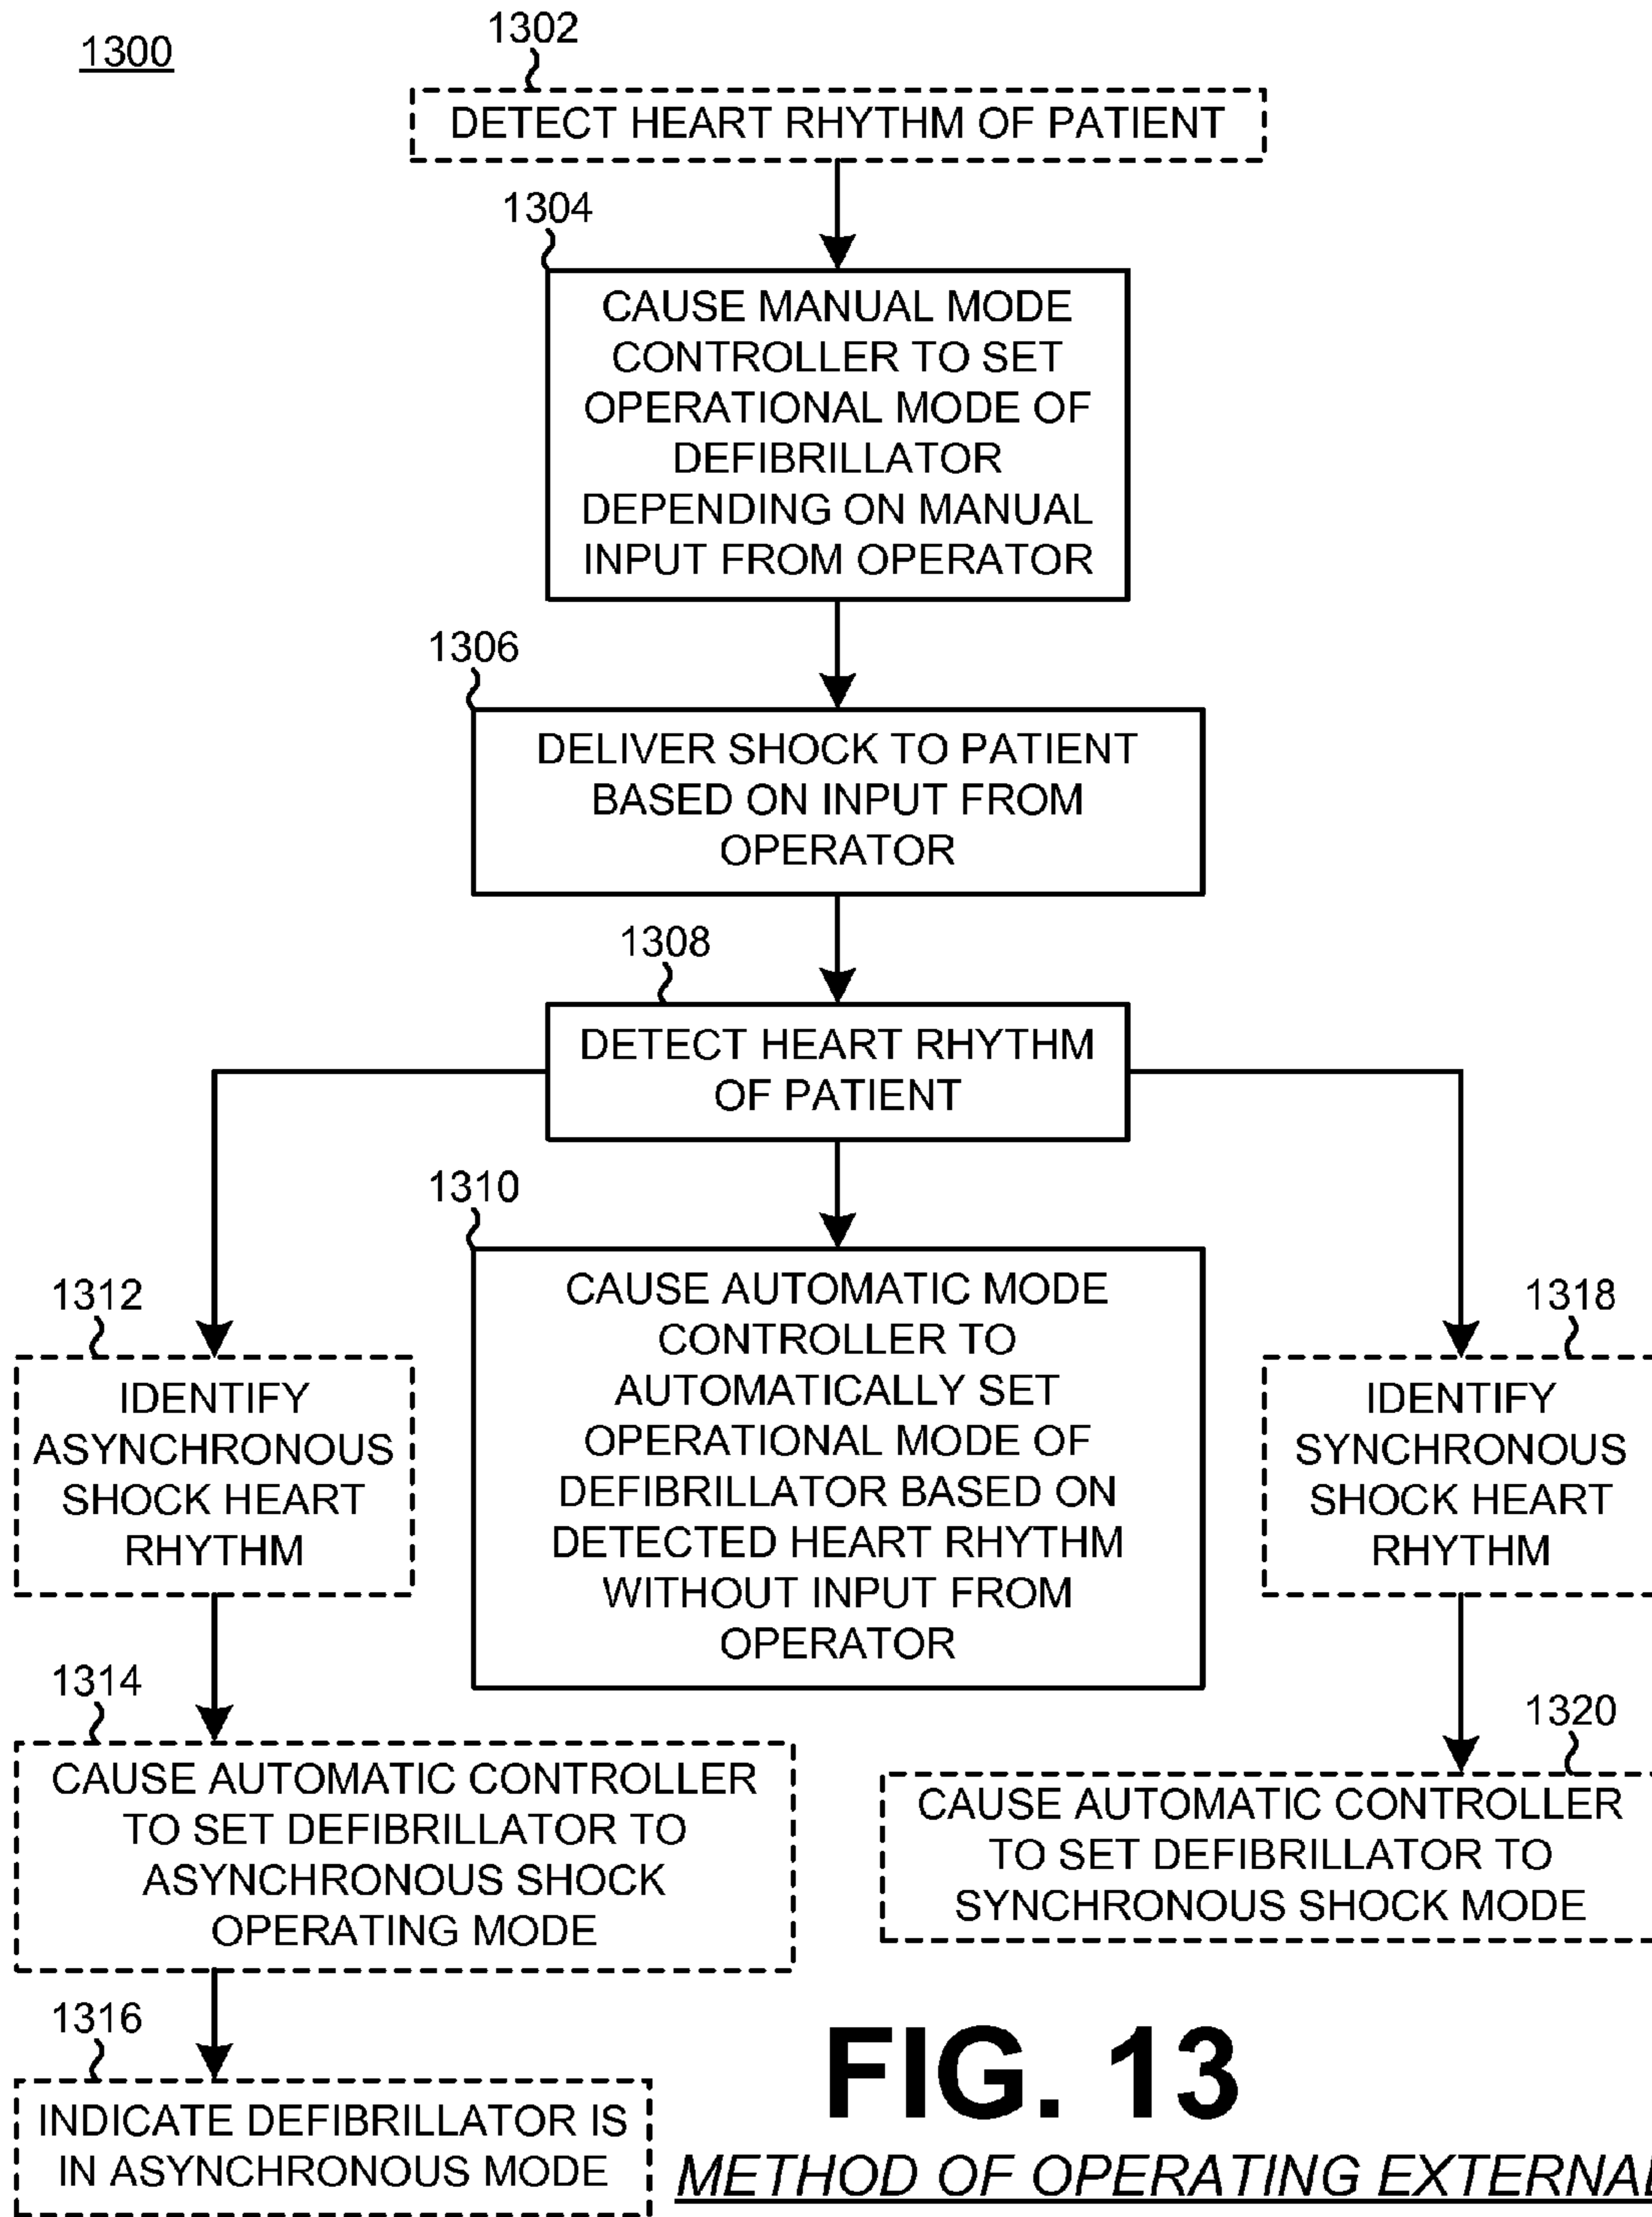 1300
1302
DETECT HEART RHYTHM OF PATIENT
1304
CAUSE MANUAL MODE
CONTROLLER TO SET
OPERATIONAL MODE OF
DEFIBRILLATOR
DEPENDING ON MANUAL
INPUT FROM OPERATOR
1306
DELIVER SHOCK TO PATIENT
BASED ON INPUT FROM
OPERATOR
1308
DETECT HEART RHYTHM
OF PATIENT
1310
CAUSE AUTOMATIC MODE
CONTROLLER TO
AUTOMATICALLY SET
OPERATIONAL MODE OF
DEFIBRILLATOR BASED ON
DETECTED HEART RHYTHM
WITHOUT INPUT FROM
OPERATOR
1312
IDENTIFY
ASYNCHRONOUS
SHOCK HEART
RHYTHM
1314
CAUSE AUTOMATIC CONTROLLER
TO SET DEFIBRILLATOR TO
ASYNCHRONOUS SHOCK
OPERATING MODE
1316
INDICATE DEFIBRILLATOR IS
IN ASYNCHRONOUS MODE
1318
IDENTIFY
SYNCHRONOUS
SHOCK HEART
RHYTHM
1320
CAUSE AUTOMATIC CONTROLLER
TO SET DEFIBRILLATOR TO
SYNCHRONOUS SHOCK MODE
FIG. 13
METHOD OF OPERATING EXTERNAL